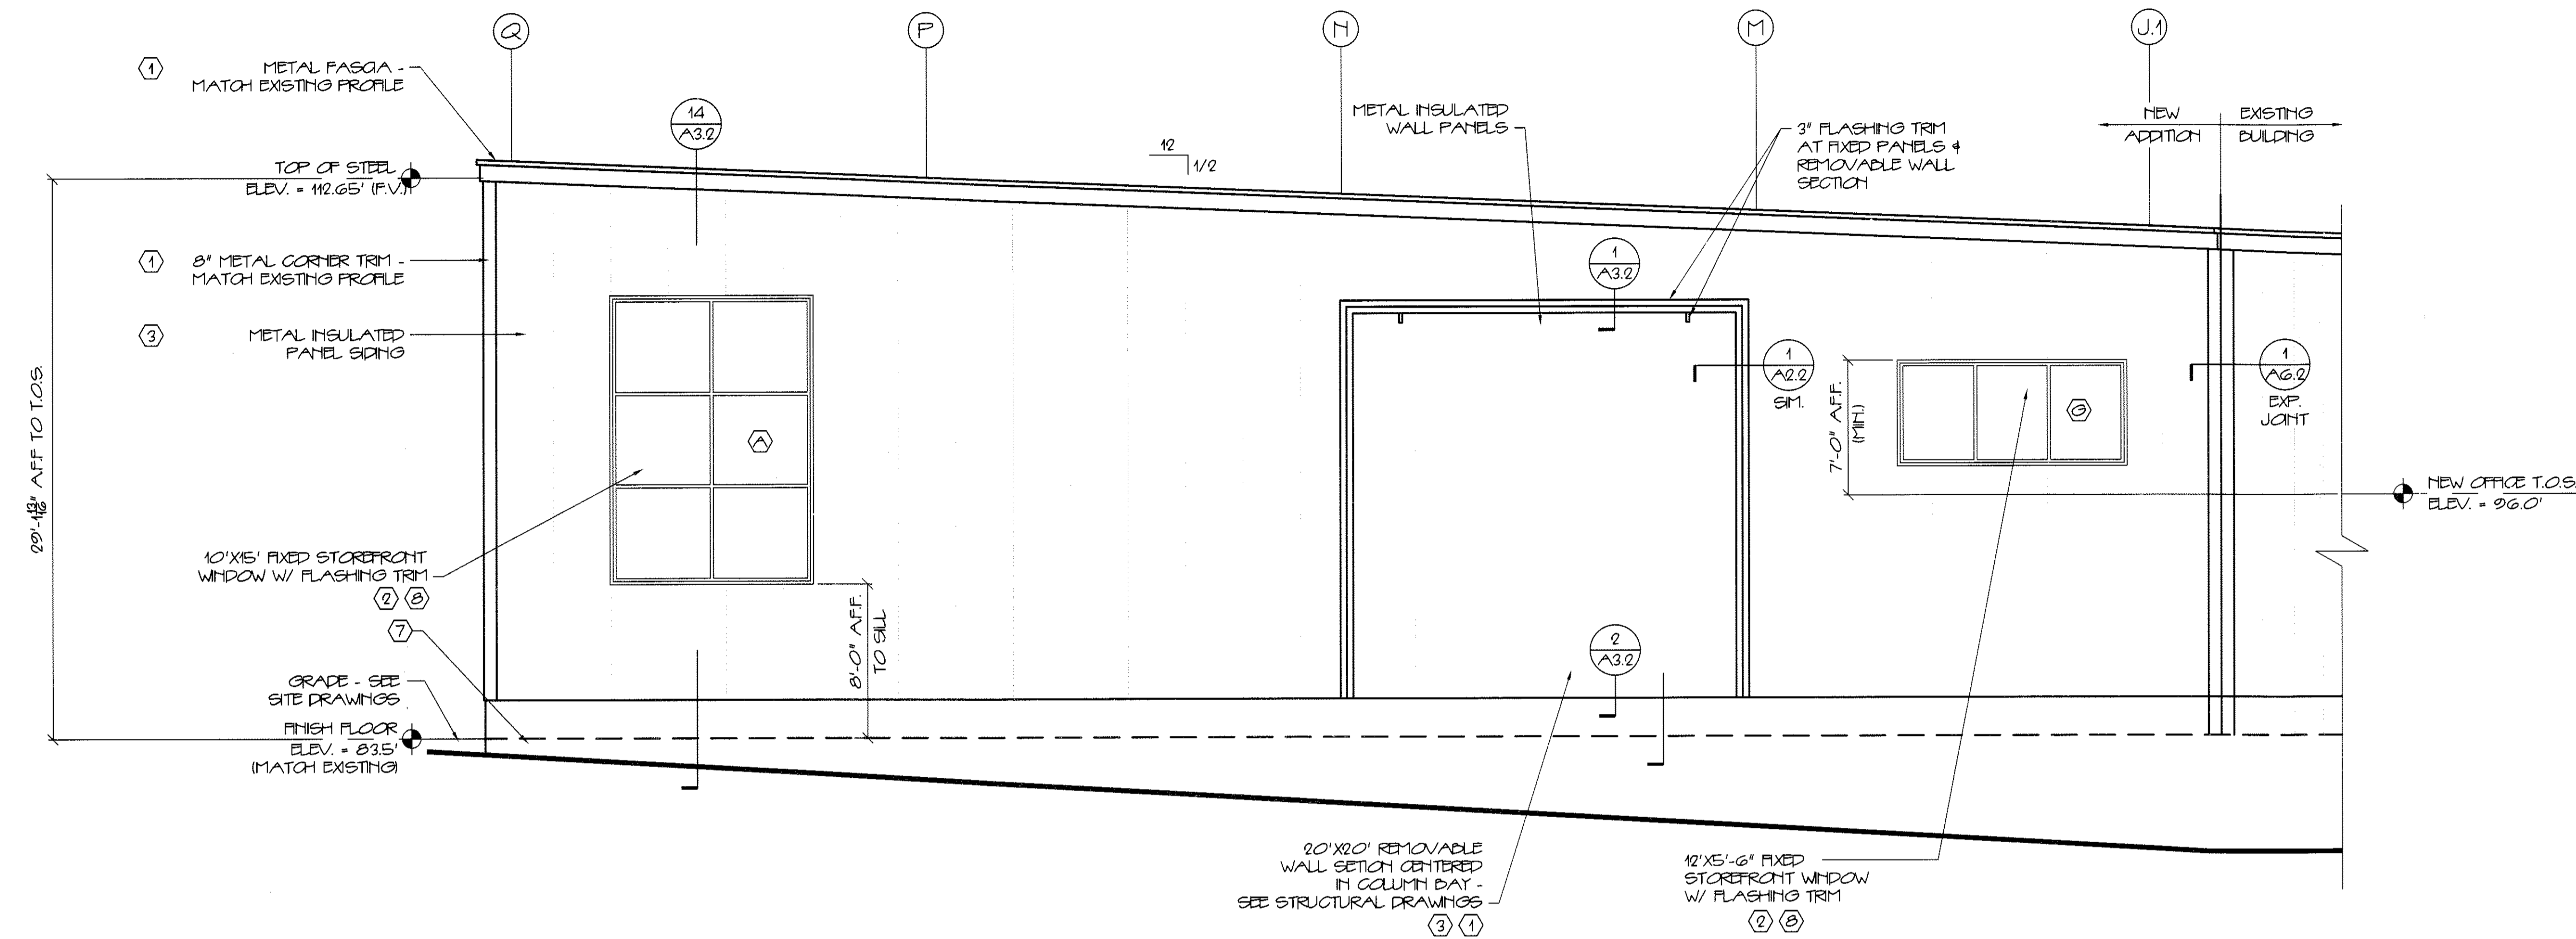 Q
P
N
M
J.1
1
METAL FASCIA -
MATCH EXISTING PROFILE
14
A3.2
12
1/2
METAL INSULATED
WALL PANELS
3" FLASHING TRIM
AT FIXED PANELS &
REMOVABLE WALL
SECTION
NEW
ADDITION
EXISTING
BUILDING
TOP OF STEEL
ELEV. = 112.65' (F.V.)
1
8" METAL CORNER TRIM -
MATCH EXISTING PROFILE
1
A3.2
3
METAL INSULATED
PANEL SIDING
1
A2.2
SIM.
1
A6.2
EXP.
JOINT
A
G
7'-0" A.F.F.
(MIN.)
29'-1 13/16" A.F.F TO T.O.S.
NEW OFFICE T.O.S.
ELEV. = 96.0'
10'X15' FIXED STOREFRONT
WINDOW W/ FLASHING TRIM
2 8
7
8'-0" A.F.F.
TO SILL
2
A3.2
GRADE - SEE
SITE DRAWINGS
FINISH FLOOR
ELEV. = 83.5'
(MATCH EXISTING)
20'X20' REMOVABLE
WALL SETION CENTERED
IN COLUMN BAY -
SEE STRUCTURAL DRAWINGS
3 1
12'X5'-6" FIXED
STOREFRONT WINDOW
W/ FLASHING TRIM
2 8